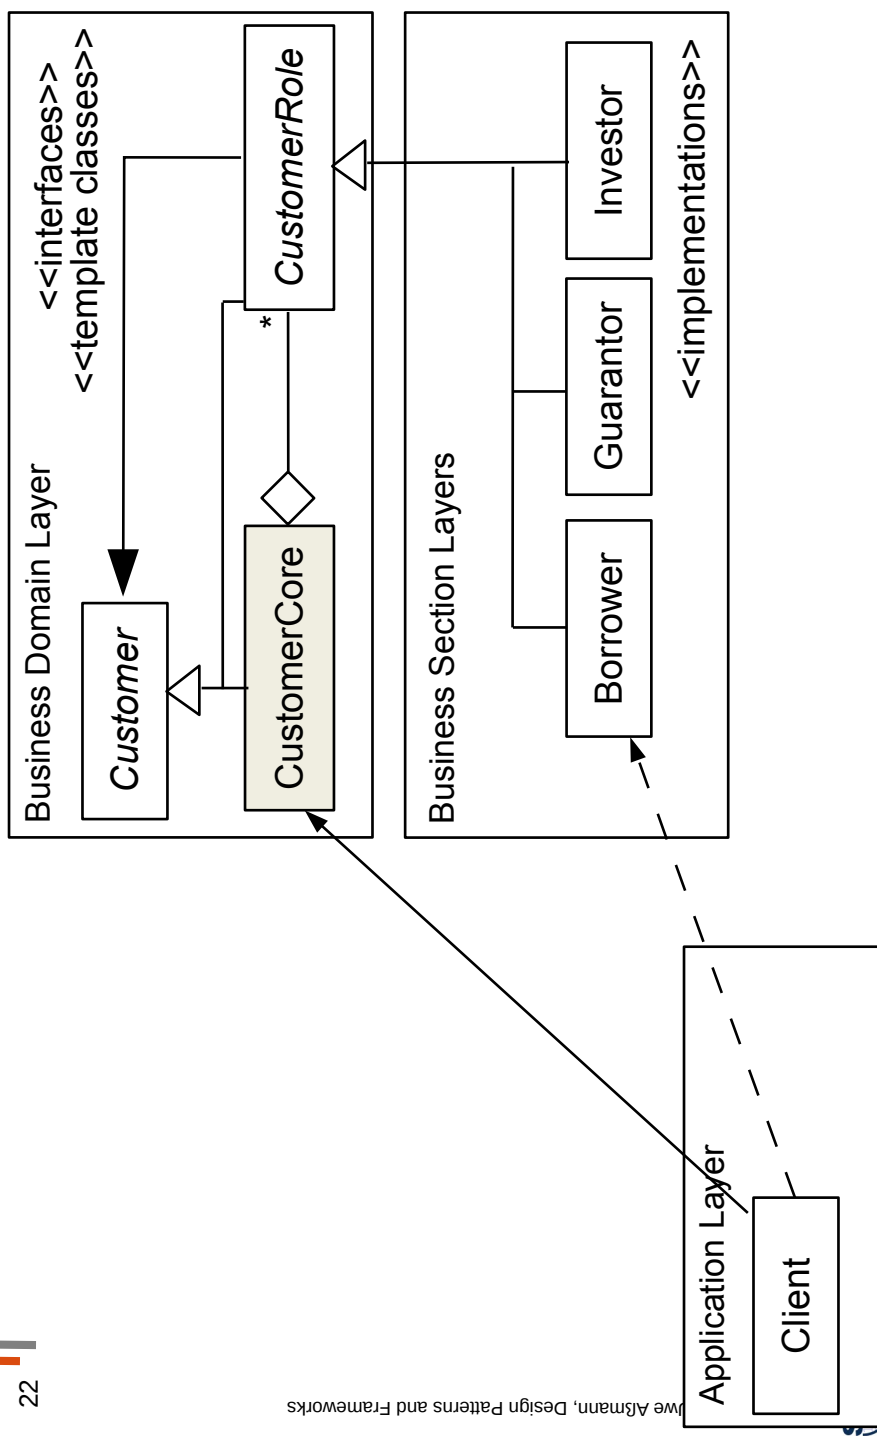 Business Domain Layer
<<interfaces>>
<<template classes>>
Customer
CustomerCore
*
CustomerRole
Business Section Layers
Borrower
Guarantor
Investor
<<implementations>>
Application Layer
Client
Aßmann, Design Patterns and Frameworks
22